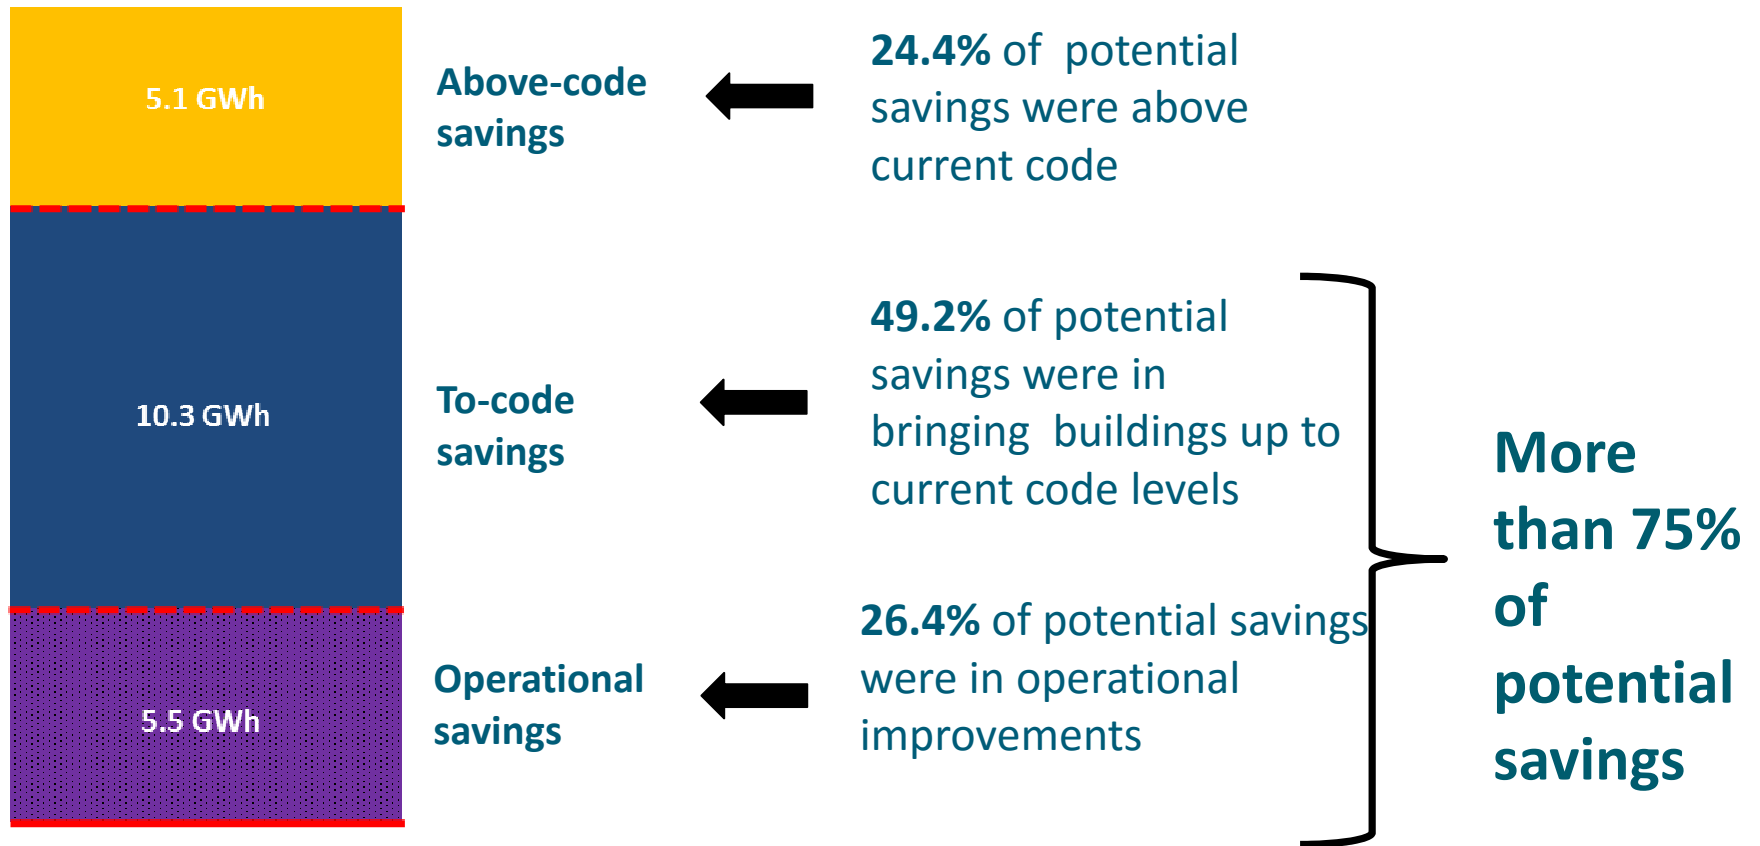 5.1 GWh
Above-code
savings
24.4% of  potential
savings were above
current code
10.3 GWh
To-code
savings
49.2% of potential
savings were in
bringing  buildings up to
current code levels
5.5 GWh
Operational
savings
26.4% of potential savings
were in operational
improvements
More
than 75%
of
potential
savings